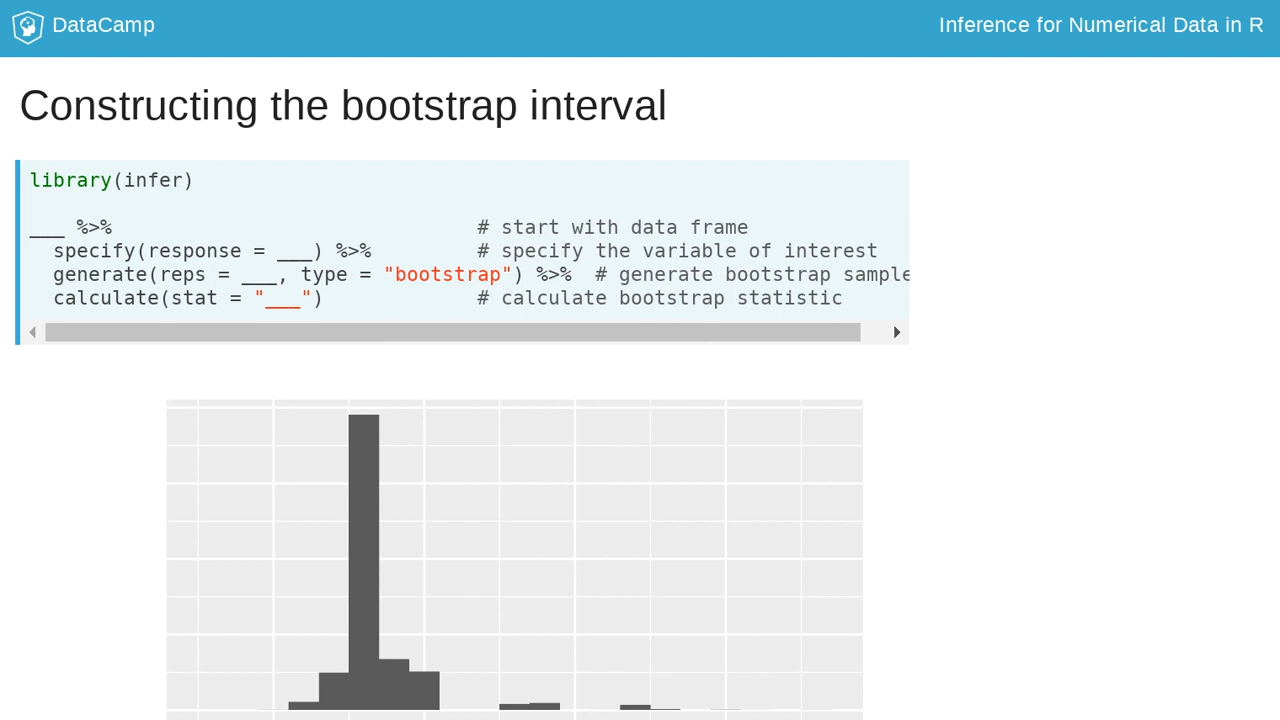 DataCamp
Inference for Numerical Data in R
Constructing the bootstrap interval
library(infer)
___ %>% # start with data frame
specify(response = ___) %>% # specify the variable of interest
generate(reps = ___, type = "bootstrap") %>% # generate bootstrap sample
calculate(stat = "___") # calculate bootstrap statistic